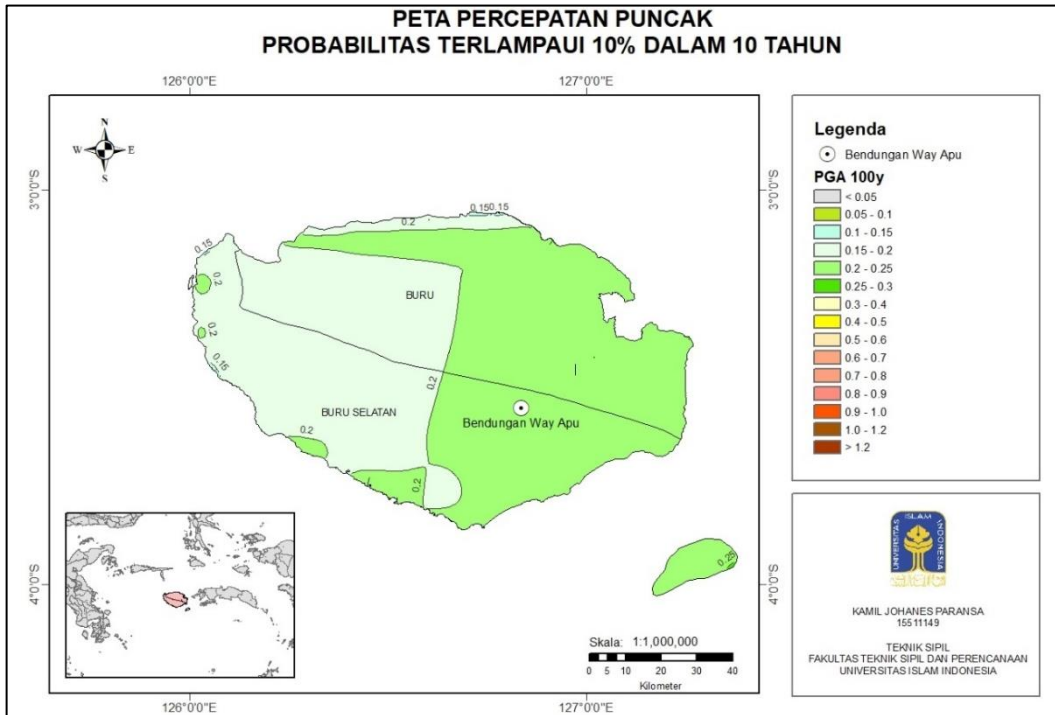 PETA PERCEPATAN PUNCAK
PROBABILITAS TERLAMPAUI 10% DALAM 10 TAHUN
126°0'0"E
127°0'0"E
N
W
E
S
3°0'0"S
3°0'0"S
0.15
0.15
0.2
0.15
0.2
0.2
BURU
0.2
0.15
0.2
BURU SELATAN
Bendungan Way Apu
0.2
0.2
0.25
4°0'0"S
4°0'0"S
Skala: 1:1,000,000
0 5 10 20 30 40
Kilometer
126°0'0"E
127°0'0"E
Legenda
Bendungan Way Apu
PGA 100y
< 0.05
0.05 - 0.1
0.1 - 0.15
0.15 - 0.2
0.2 - 0.25
0.25 - 0.3
0.3 - 0.4
0.4 - 0.5
0.5 - 0.6
0.6 - 0.7
0.7 - 0.8
0.8 - 0.9
0.9 - 1.0
1.0 - 1.2
> 1.2
UNIVERSITAS ISLAM INDONESIA
KAMIL JOHANES PARANSA
15511149
TEKNIK SIPIL
FAKULTAS TEKNIK SIPIL DAN PERENCANAAN
UNIVERSITAS ISLAM INDONESIA